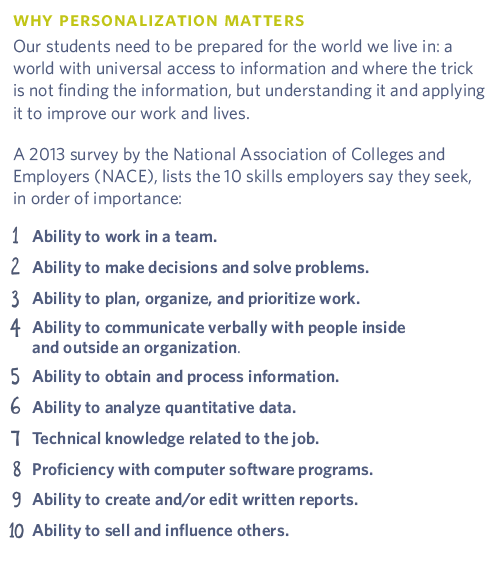 WHY PERSONALIZATION MATTERS
Our students need to be prepared for the world we live in: a
world with universal access to information and where the trick
is not finding the information, but understanding it and applying
it to improve our work and lives.
A 2013 survey by the National Association of Colleges and
Employers (NACE), lists the 10 skills employers say they seek,
in order of importance:
1 Ability to work in a team.
2 Ability to make decisions and solve problems.
3 Ability to plan, organize, and prioritize work.
4 Ability to communicate verbally with people inside
and outside an organization.
5 Ability to obtain and process information.
6 Ability to analyze quantitative data.
7 Technical knowledge related to the job.
8 Proficiency with computer software programs.
9 Ability to create and/or edit written reports.
10 Ability to sell and influence others.